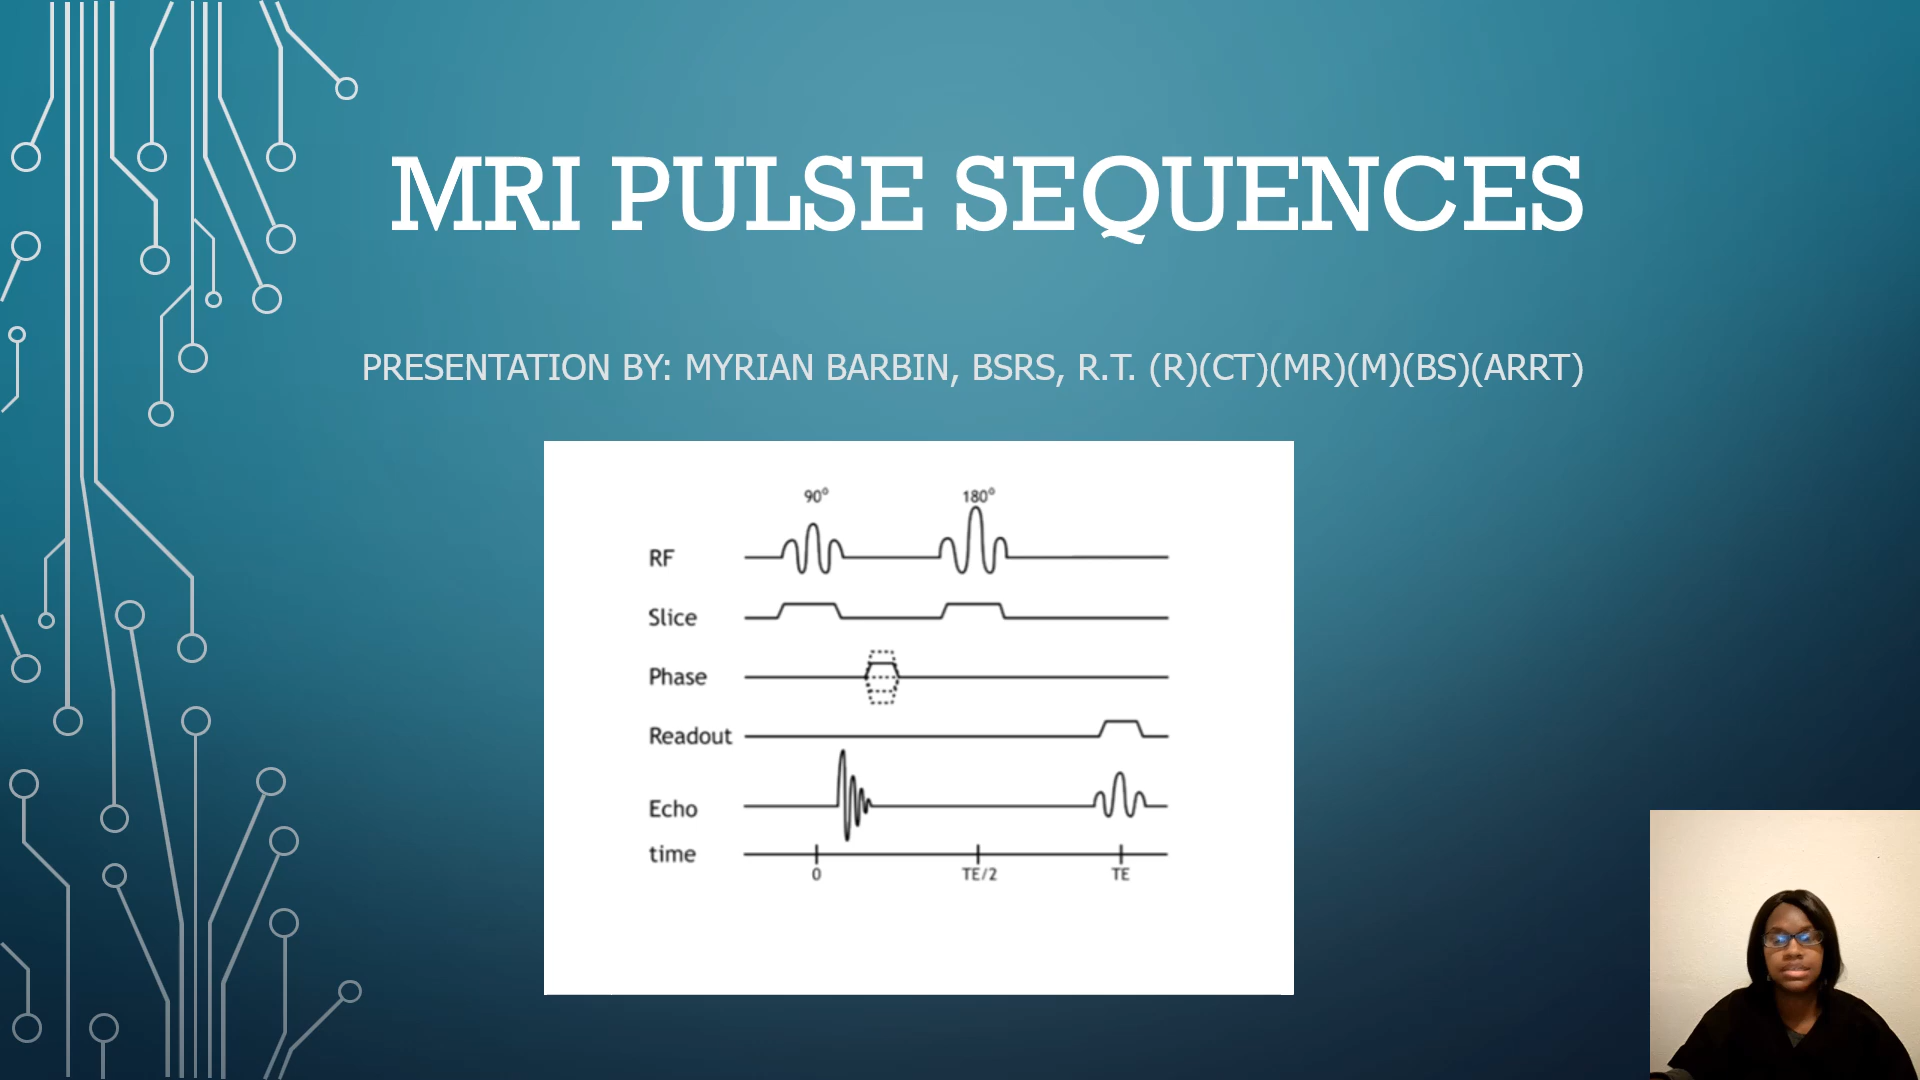 MRI PULSE SEQUENCES
PRESENTATION BY: MYRIAN BARBIN, BSRS, R.T. (R)(CT)(MR)(M)(BS)(ARRT)
90° 180°
RF
Slice
Phase
Readout
Echo
time
0 TE/2 TE